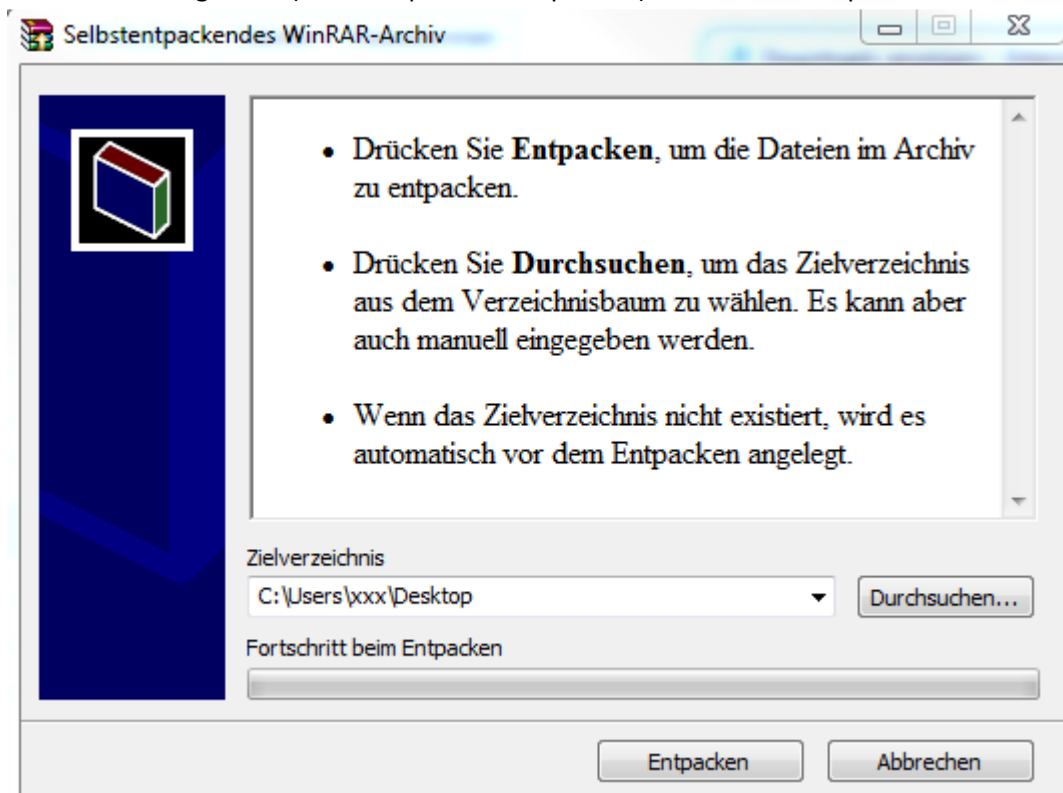 Selbstentpackendes WinRAR-Archiv
• Drücken Sie Entpacken, um die Dateien im Archiv
zu entpacken.
• Drücken Sie Durchsuchen, um das Zielverzeichnis
aus dem Verzeichnisbaum zu wählen. Es kann aber
auch manuell eingegeben werden.
• Wenn das Zielverzeichnis nicht existiert, wird es
automatisch vor dem Entpacken angelegt.
Zielverzeichnis
C:\Users\xxx\Desktop
Durchsuchen...
Fortschritt beim Entpacken
Entpacken
Abbrechen